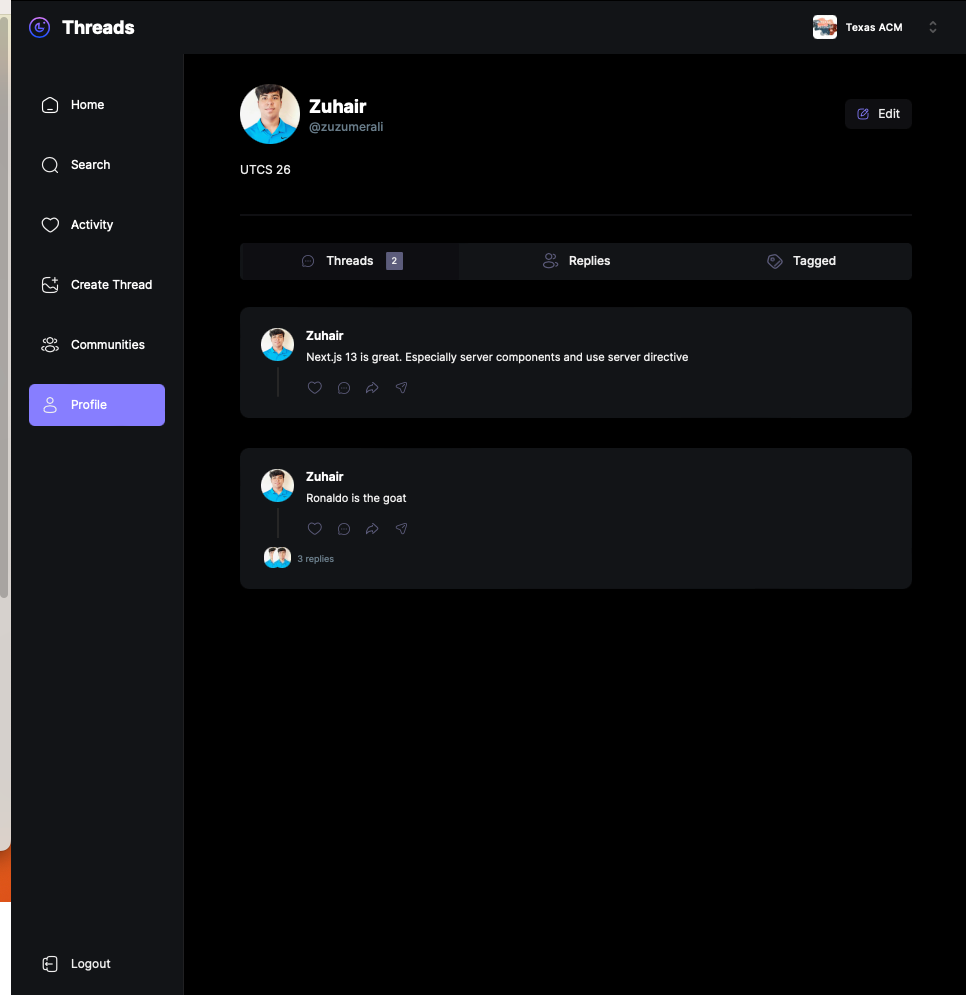 Threads
Texas ACM
Home
Search
Activity
Create Thread
Communities
Profile
Logout
Zuhair
@zuzumerali
Edit
UTCS 26
Threads 2
Replies
Tagged
Zuhair
Next.js 13 is great. Especially server components and use server directive
Zuhair
Ronaldo is the goat
3 replies